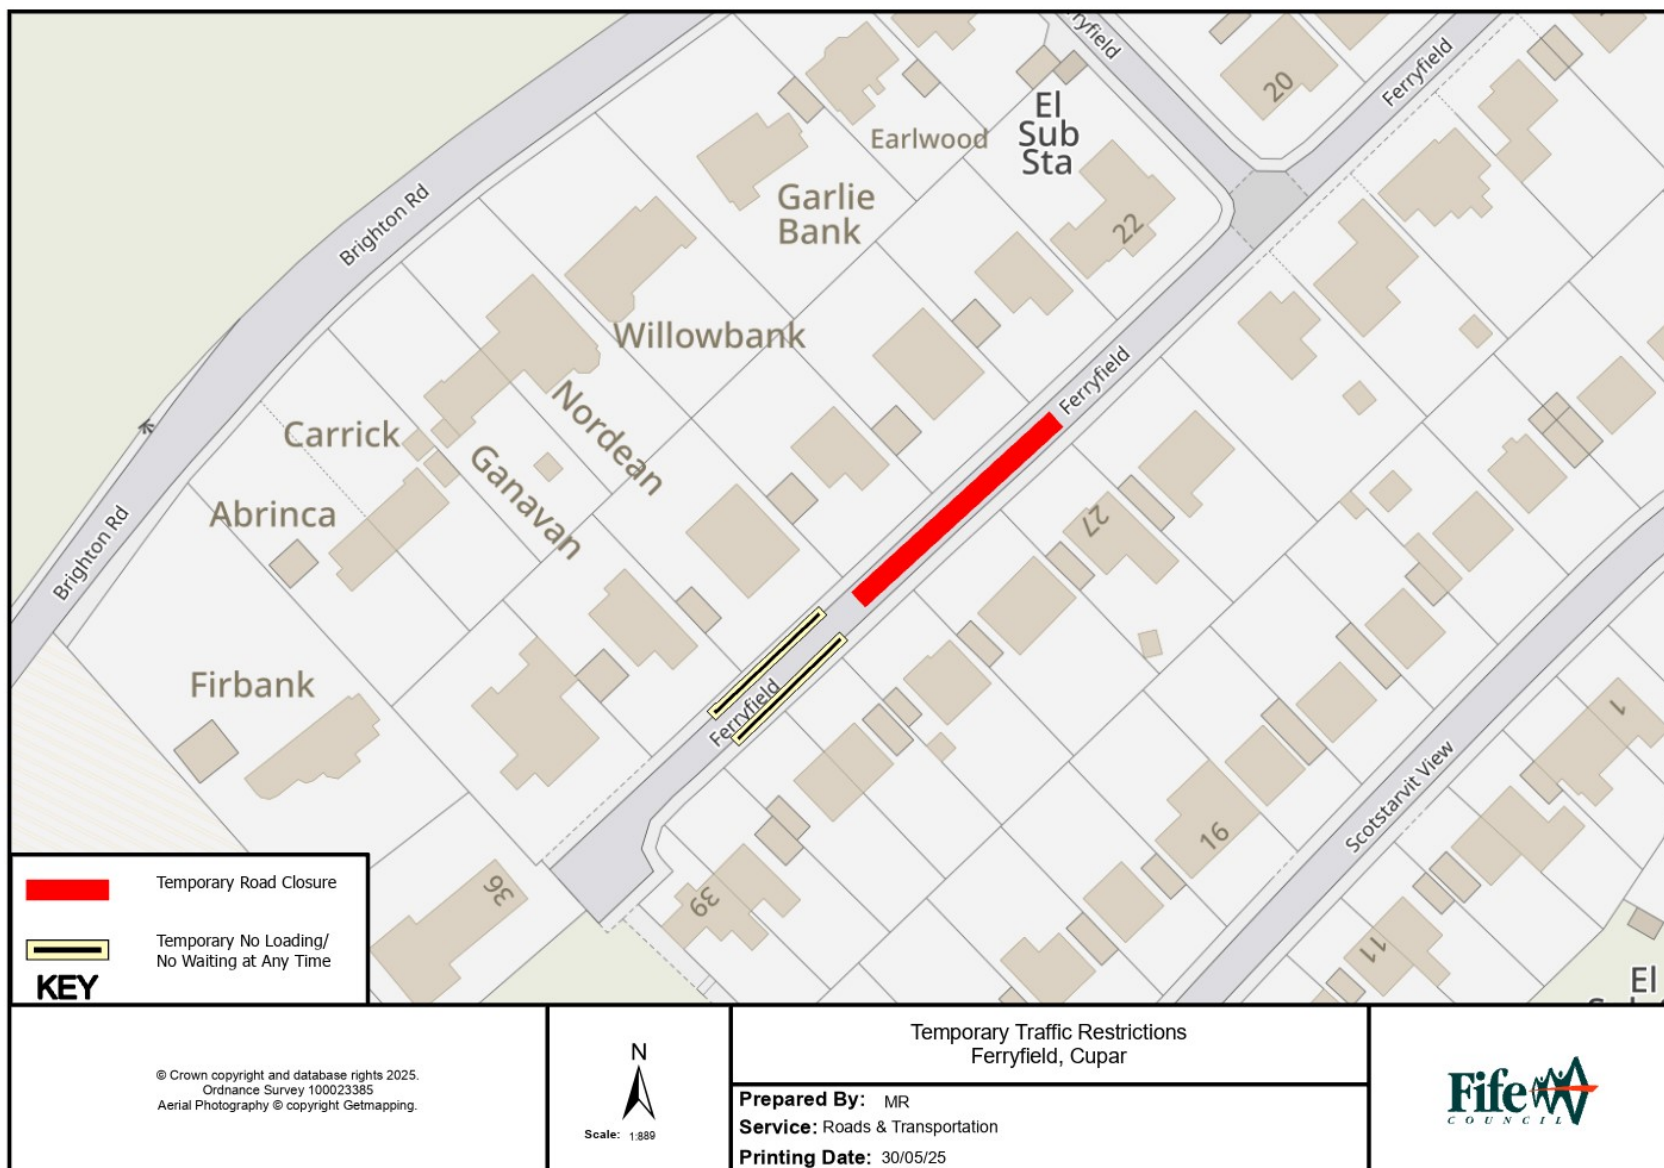 Ferryfield
20
Ferryfield
El
Sub
Sta
Earlwood
Garlie
Bank
22
Brighton Rd
Willowbank
Ferryfield
Nordean
Carrick
Ganavan
Abrinca
27
Brighton Rd
Firbank
Ferryfield
1
Scotstarvit View
16
36
39
11
El
Temporary Road Closure
Temporary No Loading/
No Waiting at Any Time
KEY
© Crown copyright and database rights 2025.
Ordnance Survey 100023385
Aerial Photography © copyright Getmapping.
N
Scale: 1:889
Temporary Traffic Restrictions
Ferryfield, Cupar
Prepared By: MR
Service: Roads & Transportation
Printing Date: 30/05/25
Fife
COUNCIL